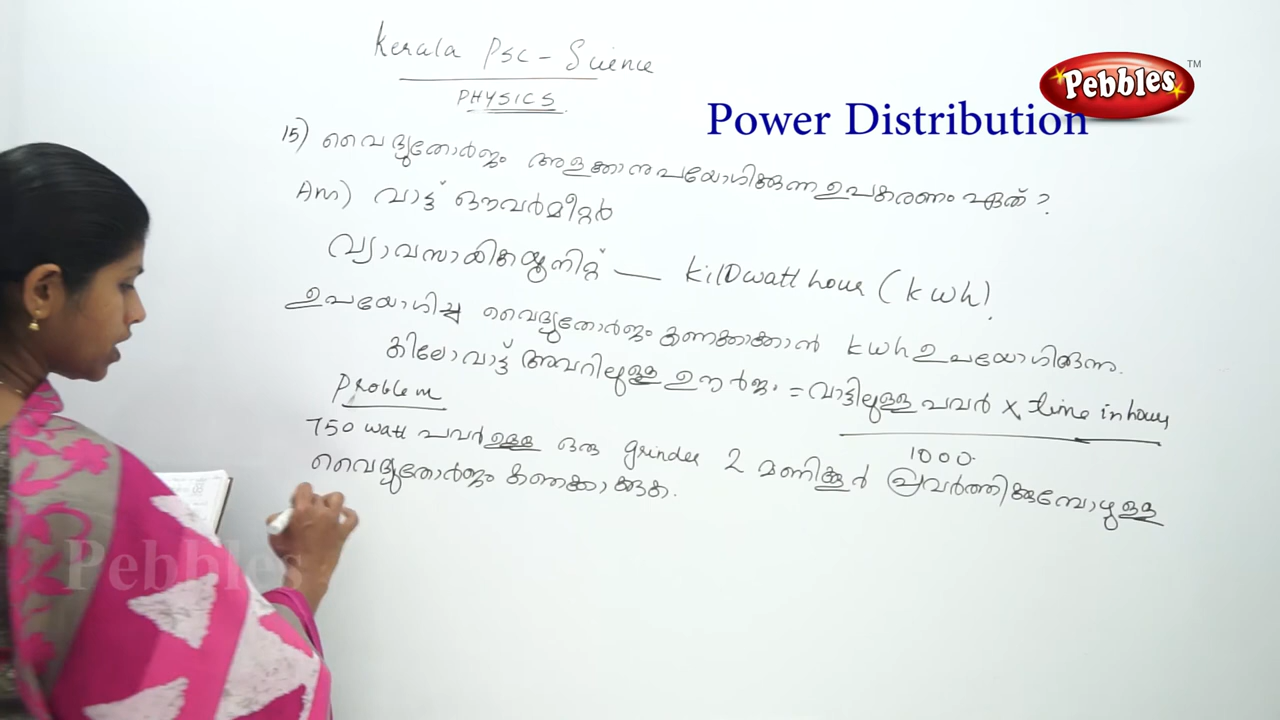 Kerala PSC - Science
PHYSICS
Pebbles TM
Power Distribution
15) വൈദ്യുതോർജം അളക്കാനുപയോഗിക്കുന്ന ഉപകരണം ഏത് ?
Ans) വാട്ട് ഔവർമീറ്റർ
വ്യാവസായികയൂനിറ്റ് — kilowatt hour (kwh).
ഉപയോഗിച്ച വൈദ്യുതോർജം കണക്കാക്കാൻ kwh ഉപയോഗിക്കുന്നു.
കിലോവാട്ട് അവറിലുള്ള ഊർജം = വാട്ടിലുള്ള പവർ × time in hours
1000
Problem
750 watt പവർഉള്ള ഒരു grinder 2 മണിക്കൂർ പ്രവർത്തിക്കുമ്പോഴുള്ള
വൈദ്യുതോർജം കണക്കാക്കുക.
Pebbles